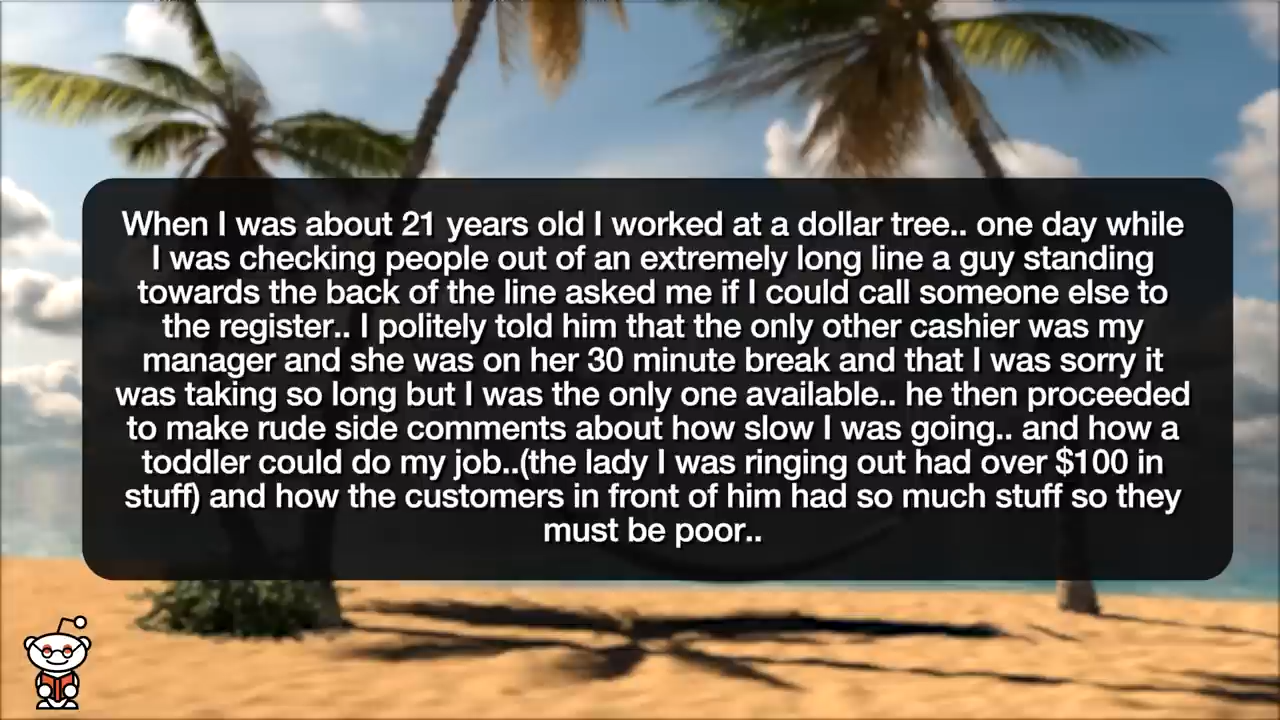 When I was about 21 years old I worked at a dollar tree.. one day while
I was checking people out of an extremely long line a guy standing
towards the back of the line asked me if I could call someone else to
the register.. I politely told him that the only other cashier was my
manager and she was on her 30 minute break and that I was sorry it
was taking so long but I was the only one available.. he then proceeded
to make rude side comments about how slow I was going.. and how a
toddler could do my job..(the lady I was ringing out had over $100 in
stuff) and how the customers in front of him had so much stuff so they
must be poor..